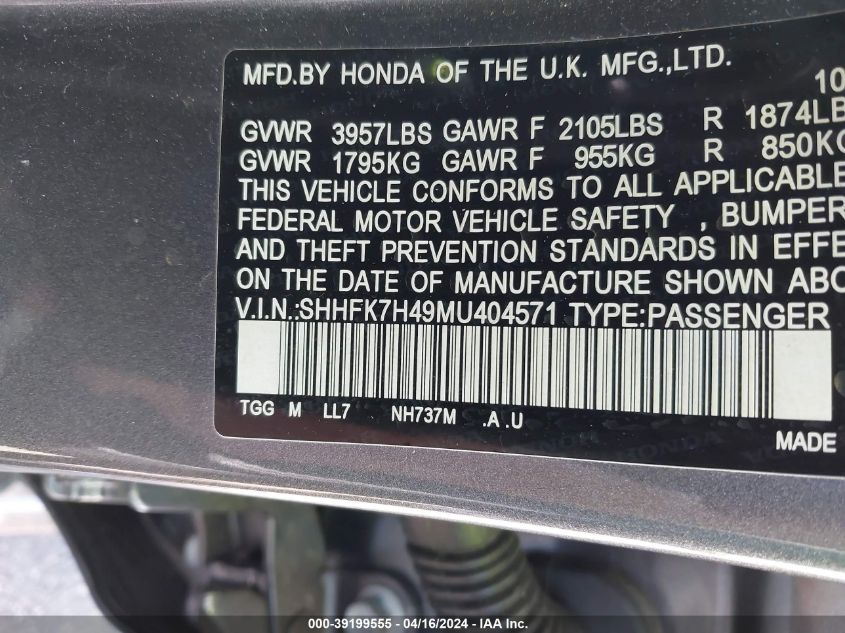 MFD.BY HONDA OF THE U.K. MFG.,LTD. 10
GVWR 3957LBS GAWR F 2105LBS R 1874LB
GVWR 1795KG GAWR F 955KG R 850KG
THIS VEHICLE CONFORMS TO ALL APPLICABLE
FEDERAL MOTOR VEHICLE SAFETY , BUMPER
AND THEFT PREVENTION STANDARDS IN EFFE
ON THE DATE OF MANUFACTURE SHOWN ABO
V.I.N.:SHHFK7H49MU404571 TYPE:PASSENGER
TGG M LL7 NH737M .A .U
MADE
000-39199555 - 04/16/2024 - IAA Inc.